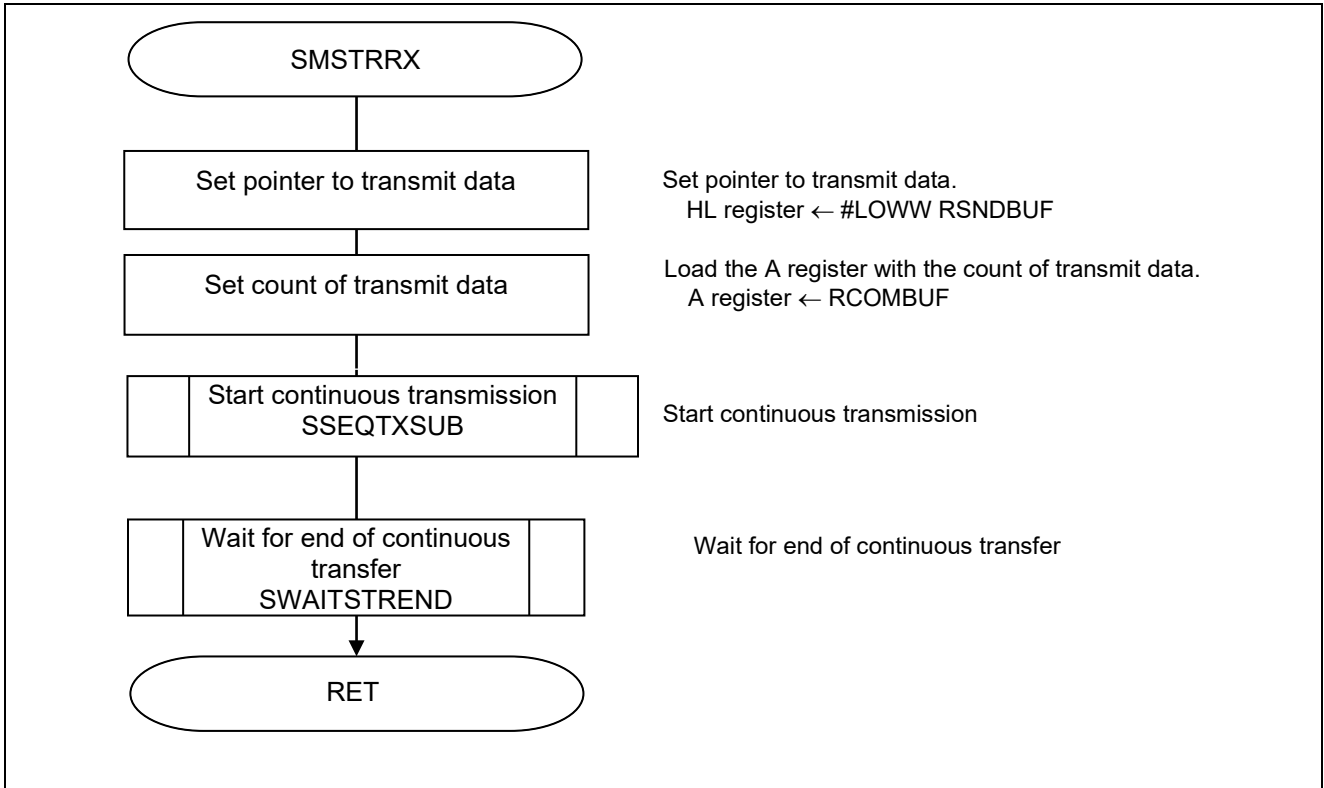 SMSTRRX
Set pointer to transmit data
Set pointer to transmit data.
HL register ← #LOWW RSNDBUF
Set count of transmit data
Load the A register with the count of transmit data.
A register ← RCOMBUF
Start continuous transmission
SSEQTXSUB
Start continuous transmission
Wait for end of continuous
transfer
SWAITSTREND
Wait for end of continuous transfer
RET